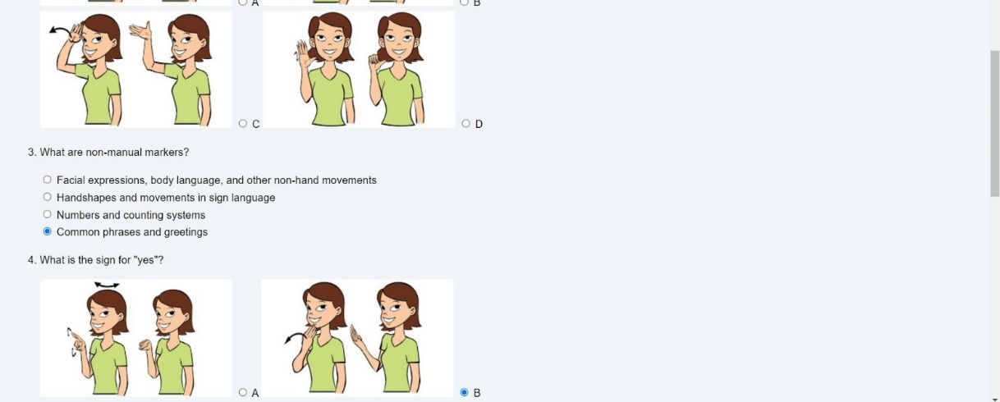 A B
C D
3. What are non-manual markers?
Facial expressions, body language, and other non-hand movements
Handshapes and movements in sign language
Numbers and counting systems
Common phrases and greetings
4. What is the sign for "yes"?
A B